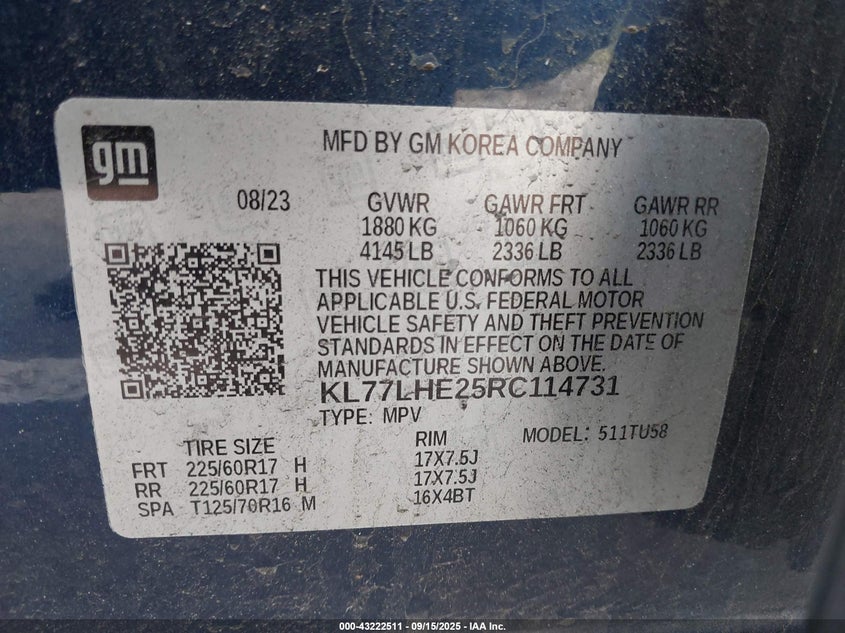 gm
MFD BY GM KOREA COMPANY
08/23 GVWR GAWR FRT GAWR RR
1880 KG 1060 KG 1060 KG
4145 LB 2336 LB 2336 LB
THIS VEHICLE CONFORMS TO ALL
APPLICABLE U.S. FEDERAL MOTOR
VEHICLE SAFETY AND THEFT PREVENTION
STANDARDS IN EFFECT ON THE DATE OF
MANUFACTURE SHOWN ABOVE.
KL77LHE25RC114731
TYPE: MPV
TIRE SIZE RIM MODEL: 511TU58
FRT 225/60R17 H 17X7.5J
RR 225/60R17 H 17X7.5J
SPA T125/70R16 M 16X4BT
000-43222511 - 09/15/2025 - IAA Inc.